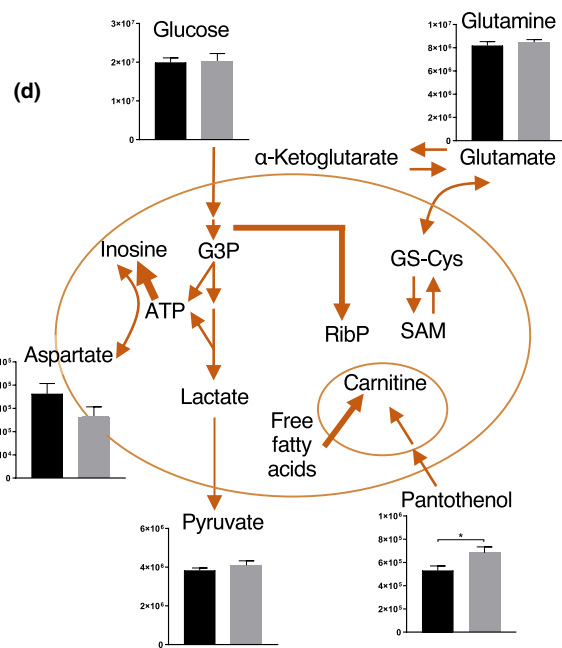 (d)
Glucose
3×10⁷
2×10⁷
1×10⁷
0
Glutamine
1×10⁷
8×10⁶
6×10⁶
4×10⁶
2×10⁶
0
α-Ketoglutarate
Glutamate
Inosine
G3P
GS-Cys
ATP
RibP
SAM
Aspartate
0
Lactate
Carnitine
Free
fatty
acids
Pyruvate
6×10⁶
4×10⁶
2×10⁶
0
Pantothenol
1×10⁶
8×10⁵
6×10⁵
4×10⁵
2×10⁵
0
*